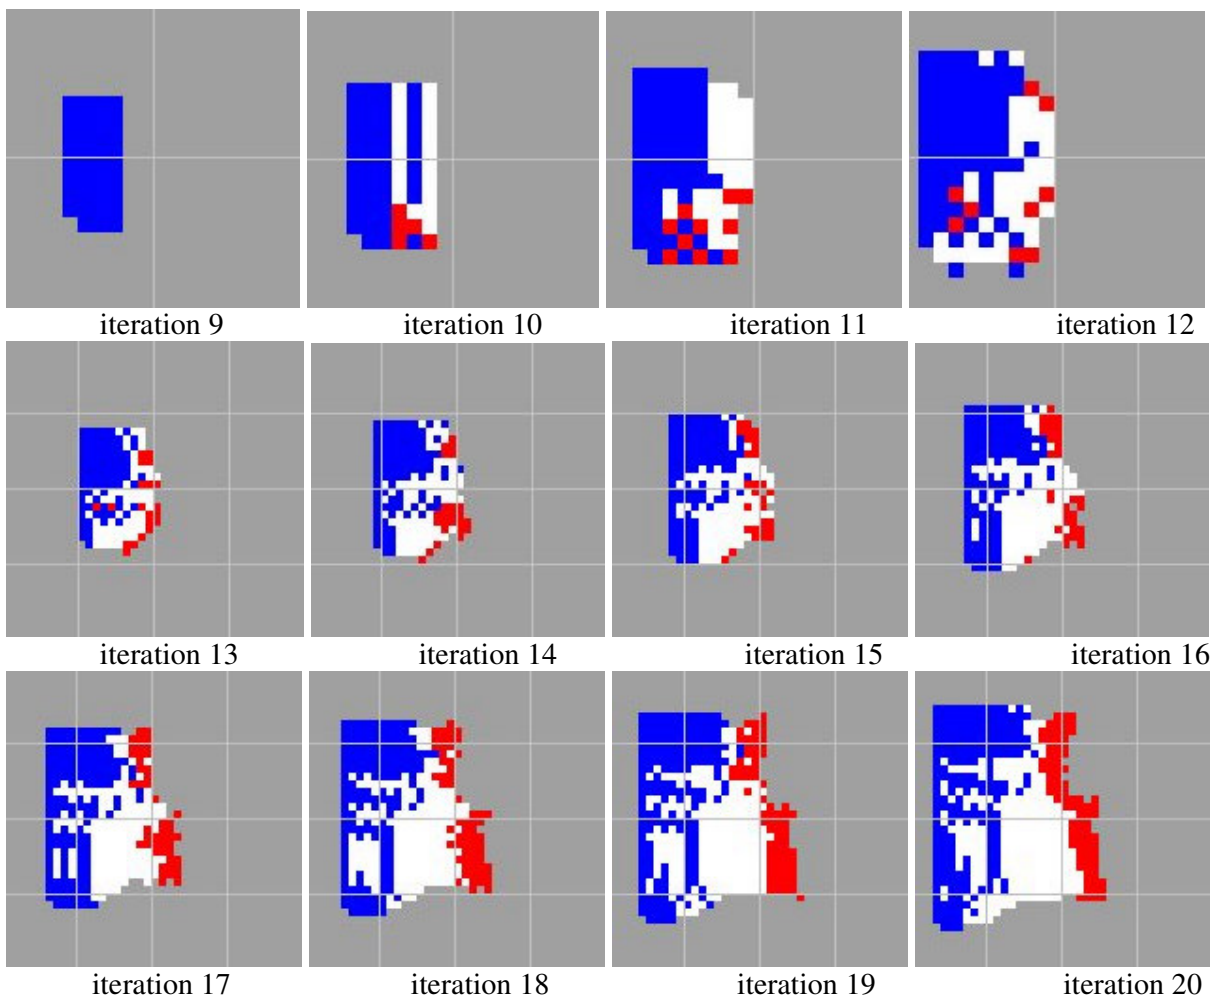 iteration 9
iteration 10
iteration 11
iteration 12
iteration 13
iteration 14
iteration 15
iteration 16
iteration 17
iteration 18
iteration 19
iteration 20